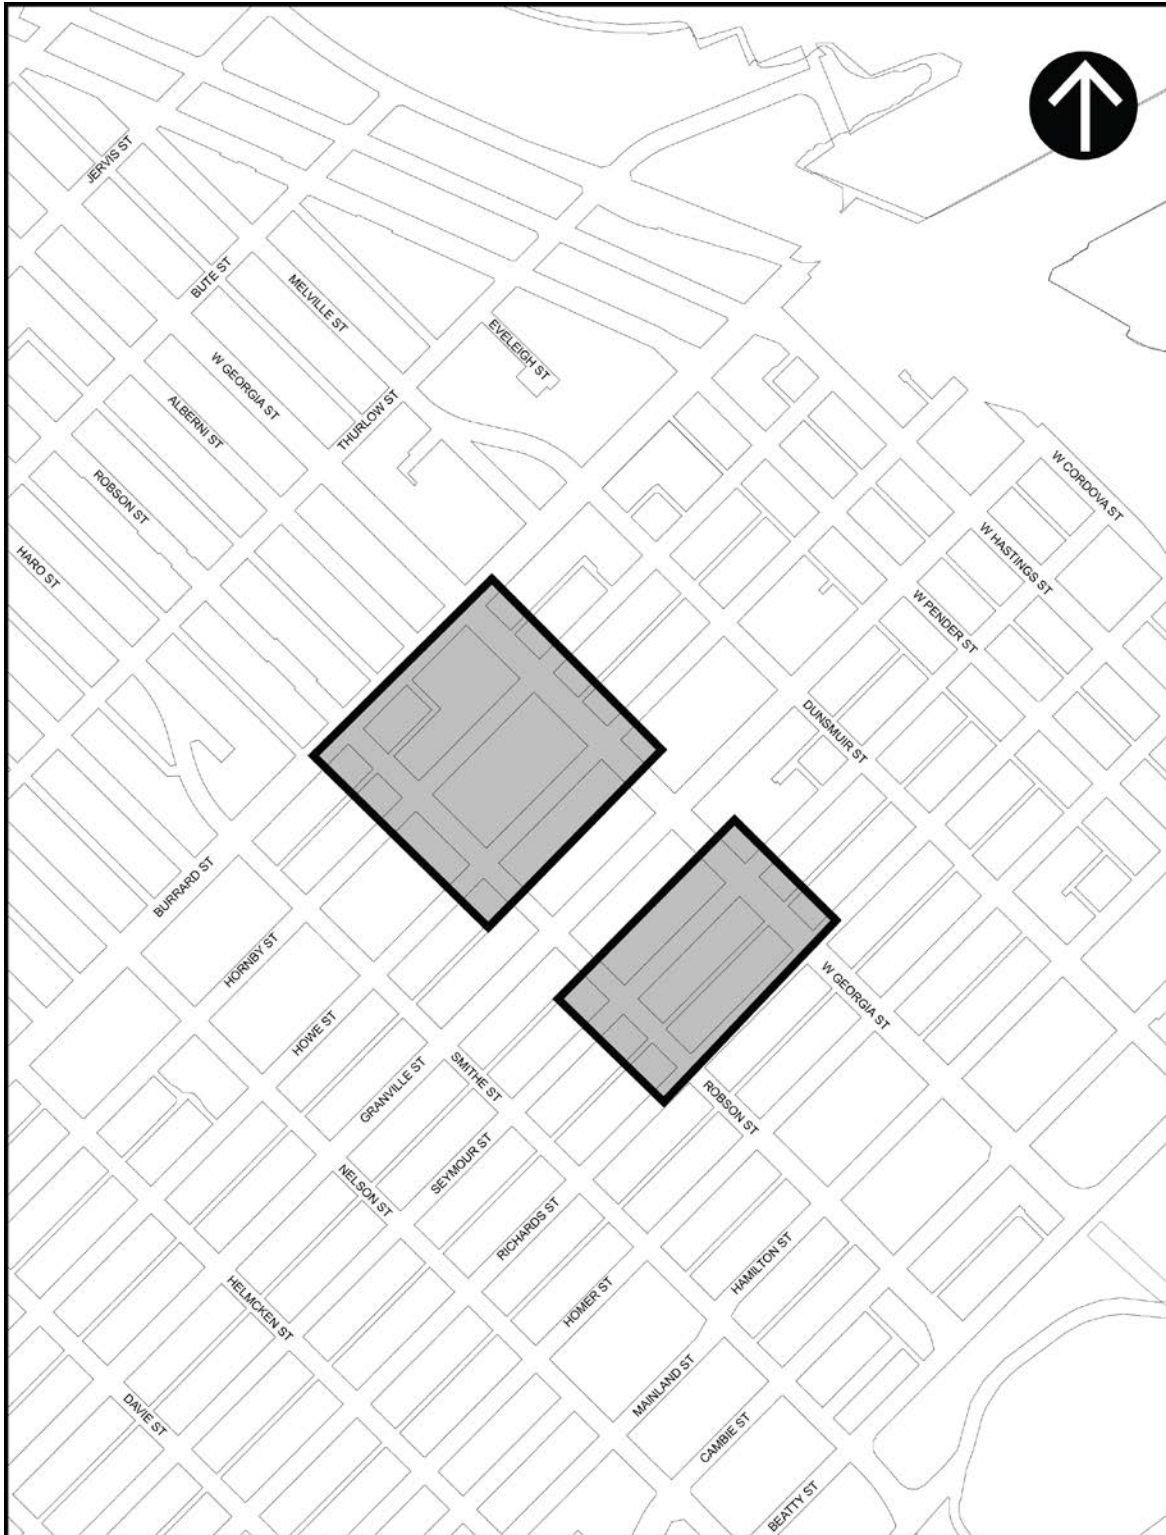 JERVIS ST
BUTE ST
MELVILLE ST
EVELEIGH ST
W GEORGIA ST
THURLOW ST
ALBERNI ST
ROBSON ST
HARO ST
W CORDOVA ST
W HASTINGS ST
W PENDER ST
DUNSMUIR ST
BURRARD ST
HORNBY ST
W GEORGIA ST
HOWE ST
GRANVILLE ST
SMITHE ST
ROBSON ST
SEYMOUR ST
NELSON ST
RICHARDS ST
HAMILTON ST
HOMER ST
HELMCKEN ST
MAINLAND ST
DAVIE ST
CAMBIE ST
BEATTY ST